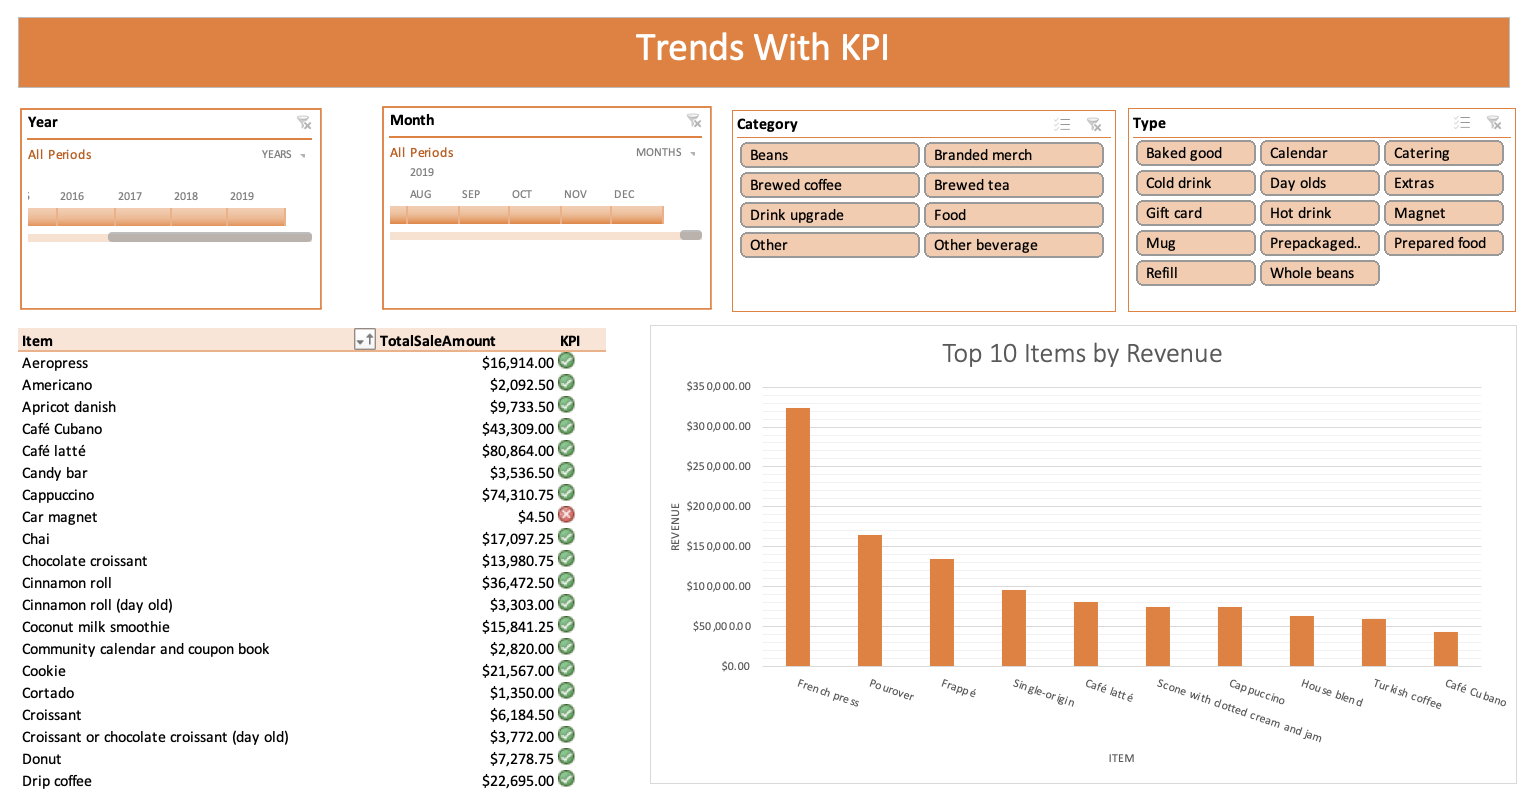 Trends With KPI
Year
All Periods
YEARS
2016 2017 2018 2019
Month
All Periods
MONTHS
2019
AUG SEP OCT NOV DEC
Category
Beans Branded merch
Brewed coffee Brewed tea
Drink upgrade Food
Other Other beverage
Type
Baked good Calendar Catering
Cold drink Day olds Extras
Gift card Hot drink Magnet
Mug Prepackaged.. Prepared food
Refill Whole beans
Item TotalSaleAmount KPI
Aeropress $16,914.00
Americano $2,092.50
Apricot danish $9,733.50
Café Cubano $43,309.00
Café latté $80,864.00
Candy bar $3,536.50
Cappuccino $74,310.75
Car magnet $4.50
Chai $17,097.25
Chocolate croissant $13,980.75
Cinnamon roll $36,472.50
Cinnamon roll (day old) $3,303.00
Coconut milk smoothie $15,841.25
Community calendar and coupon book $2,820.00
Cookie $21,567.00
Cortado $1,350.00
Croissant $6,184.50
Croissant or chocolate croissant (day old) $3,772.00
Donut $7,278.75
Drip coffee $22,695.00
Top 10 Items by Revenue
REVENUE
$350,000.00
$300,000.00
$250,000.00
$200,000.00
$150,000.00
$100,000.00
$50,000.00
$0.00
French press
Pourover
Frappé
Single-origin
Café latté
Scone with clotted cream and jam
Cappuccino
House blend
Turkish coffee
Café Cubano
ITEM